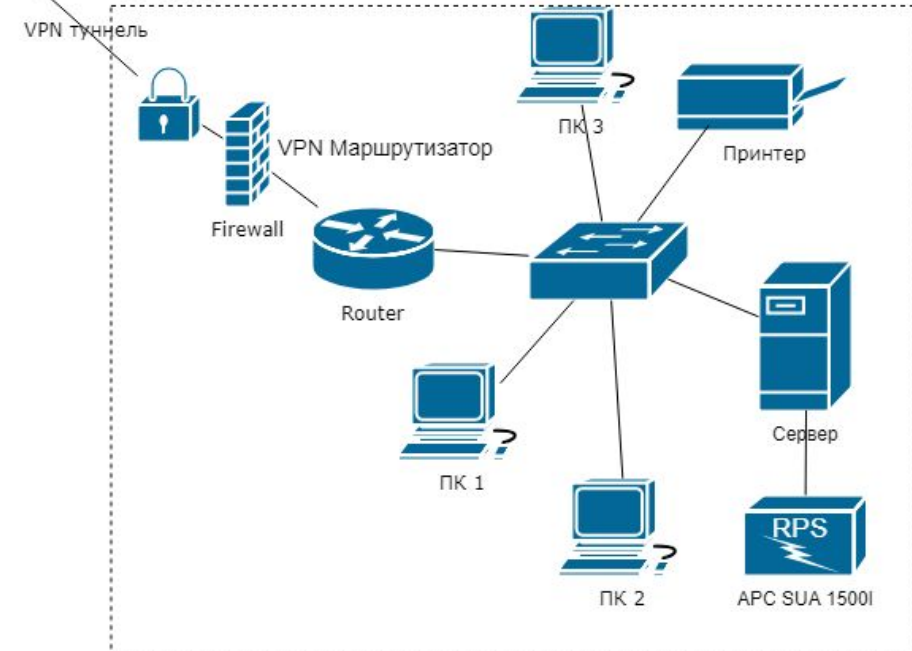 VPN туннель
ПК 3
Принтер
VPN Маршрутизатор
Firewall
Router
Сервер
ПК 1
RPS
ПК 2
APC SUA 1500I